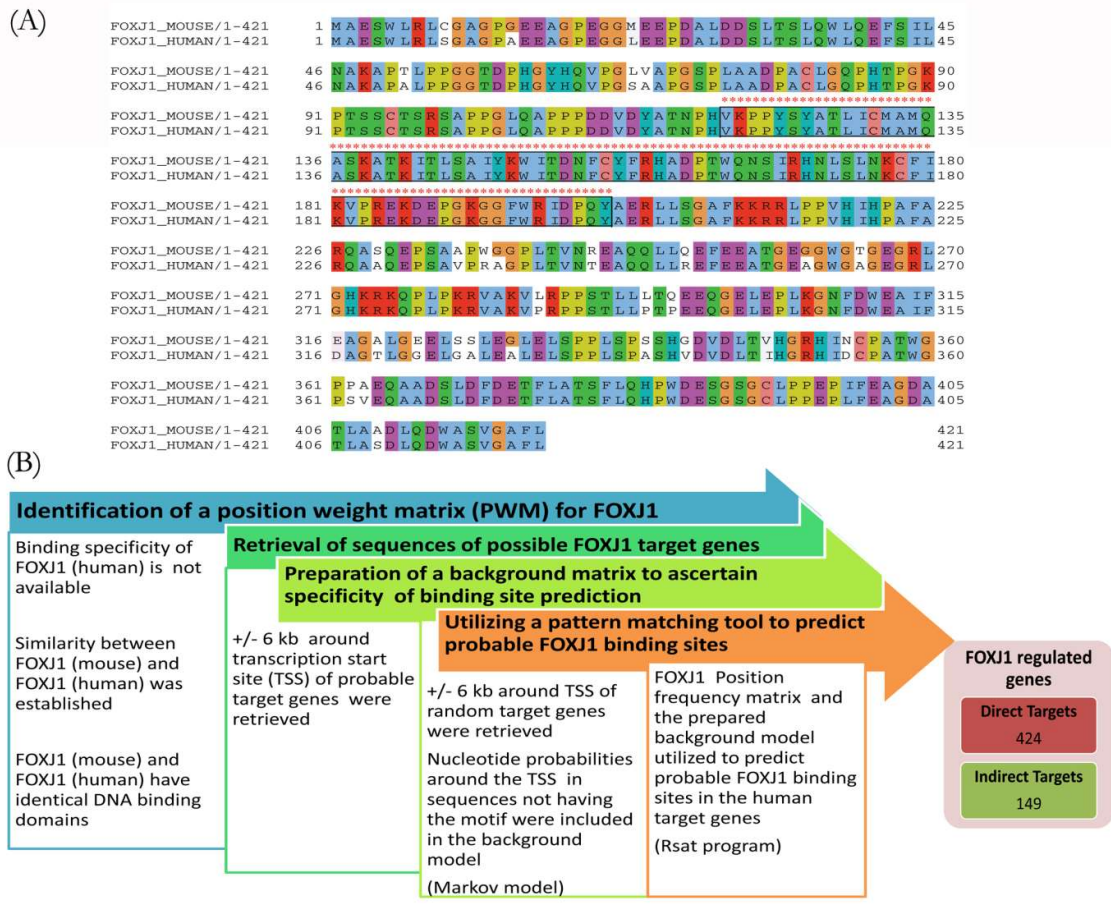 (A)
FOXJ1_MOUSE/1-421 1 MAESWLRLCGAGPGEEAGPEGGMEEPDALDDSLTSLQWLQEFSIL 45
FOXJ1_HUMAN/1-421 1 MAESWLRLSGAGPAEEAGPEGGLEEPDALDDSLTSLQWLQEFSIL 45
FOXJ1_MOUSE/1-421 46 NAKAPTLPPGGTDPHGYHQVPGLVAPGSPLAADPACLGQPHTPGK 90
FOXJ1_HUMAN/1-421 46 NAKAPALPPGGTDPHGYHQVPGSAAPGSPLAADPACLGQPHTPGK 90
FOXJ1_MOUSE/1-421 91 PTSSCTSRSAPPGLQAPPPDDVDYATNPHVKPPYSYATLICMAMQ 135
FOXJ1_HUMAN/1-421 91 PTSSCTSRSAPPGLQAPPPDDVDYATNPHVKPPYSYATLICMAMQ 135
FOXJ1_MOUSE/1-421 136 ASKATKITLSAIYKWITDNFCYFRHADPTWQNSIRHNLSLNKCFI 180
FOXJ1_HUMAN/1-421 136 ASKATKITLSAIYKWITDNFCYFRHADPTWQNSIRHNLSLNKCFI 180
FOXJ1_MOUSE/1-421 181 KVPREKDEPGKGGFWRIDPQYAERLLSGAFKKRRLPPVHIHPAFA 225
FOXJ1_HUMAN/1-421 181 KVPREKDEPGKGGFWRIDPQYAERLLSGAFKKRRLPPVHIHPAFA 225
FOXJ1_MOUSE/1-421 226 RQASQEPSAAPWGGPLTVNREAQQLLQEFEEATGEGGWGTGEGRL 270
FOXJ1_HUMAN/1-421 226 RQAAQEPSAVPRAGPLTVNTEAQQLLREFEEATGEAGWGAGEGRL 270
FOXJ1_MOUSE/1-421 271 GHKRKQPLPKRVAKVLRPPSTLLLTQEEQGELEPLKGNFDWEAIF 315
FOXJ1_HUMAN/1-421 271 GHKRKQPLPKRVAKVPRPPSTLLPTPEEQGELEPLKGNFDWEAIF 315
FOXJ1_MOUSE/1-421 316 EAGALGEELSSLEGLELSPPLSPSSHGDVDLTVHGRHINCPATWG 360
FOXJ1_HUMAN/1-421 316 DAGTLGGELGALEALELSPPLSPASHVDVDLTIHGRHIDCPATWG 360
FOXJ1_MOUSE/1-421 361 PPAEQAADSLDFDETFLATSFLQHPWDESGSGCLPPEPIFEAGDA 405
FOXJ1_HUMAN/1-421 361 PSVEQAADSLDFDETFLATSFLQHPWDESGSGCLPPEPLFEAGDA 405
FOXJ1_MOUSE/1-421 406 TLAADLQDWASVGAFL 421
FOXJ1_HUMAN/1-421 406 TLASDLQDWASVGAFL 421
(B)
Identification of a position weight matrix (PWM) for FOXJ1
Binding specificity of
FOXJ1 (human) is not
available
Similarity between
FOXJ1 (mouse) and
FOXJ1 (human) was
established
FOXJ1 (mouse) and
FOXJ1 (human) have
identical DNA binding
domains
Retrieval of sequences of possible FOXJ1 target genes
+/- 6 kb around
transcription start
site (TSS) of probable
target genes were
retrieved
Preparation of a background matrix to ascertain
specificity of binding site prediction
+/- 6 kb around TSS of
random target genes
were retrieved
Nucleotide probabilities
around the TSS in
sequences not having
the motif were included
in the background
model
(Markov model)
Utilizing a pattern matching tool to predict
probable FOXJ1 binding sites
FOXJ1 Position
frequency matrix and
the prepared
background model
utilized to predict
probable FOXJ1 binding
sites in the human
target genes
(Rsat program)
FOXJ1 regulated
genes
Direct Targets
424
Indirect Targets
149